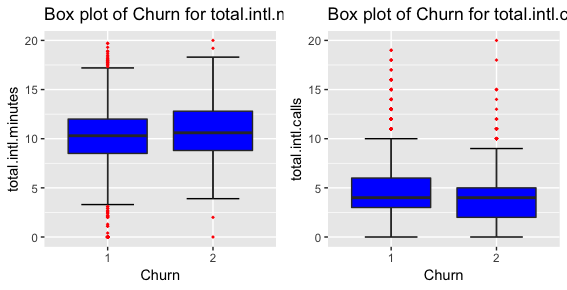 Box plot of Churn for total.intl.n
20
15
10
5
0
total.intl.minutes
1
2
Churn
Box plot of Churn for total.intl.c
20
15
10
5
0
total.intl.calls
1
2
Churn